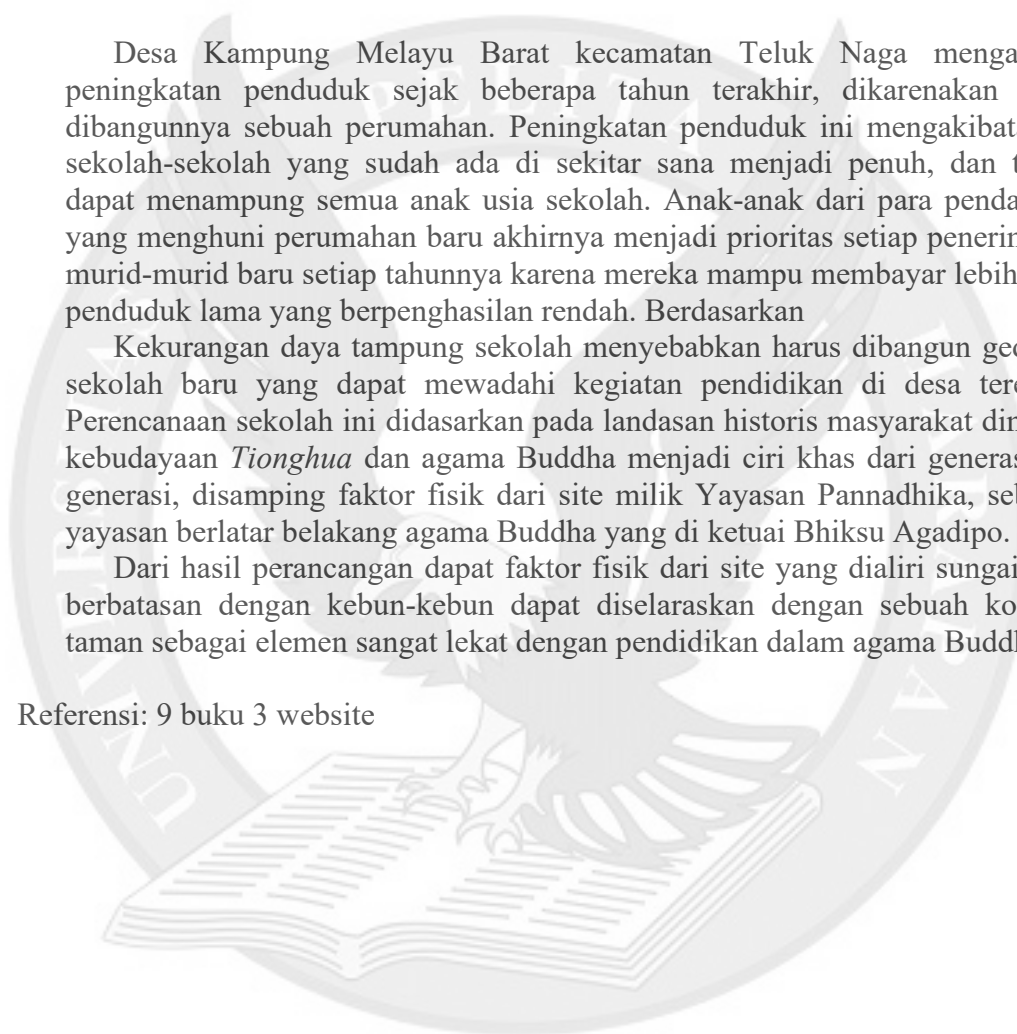 Desa Kampung Melayu Barat kecamatan Teluk Naga menga
peningkatan penduduk sejak beberapa tahun terakhir, dikarenakan
dibangunnya sebuah perumahan. Peningkatan penduduk ini mengakibata
sekolah-sekolah yang sudah ada di sekitar sana menjadi penuh, dan t
dapat menampung semua anak usia sekolah. Anak-anak dari para penda
yang menghuni perumahan baru akhirnya menjadi prioritas setiap penerin
murid-murid baru setiap tahunnya karena mereka mampu membayar lebih
penduduk lama yang berpenghasilan rendah. Berdasarkan
Kekurangan daya tampung sekolah menyebabkan harus dibangun ged
sekolah baru yang dapat mewadahi kegiatan pendidikan di desa ters
Perencanaan sekolah ini didasarkan pada landasan historis masyarakat dim
kebudayaan Tionghua dan agama Buddha menjadi ciri khas dari generas
generasi, disamping faktor fisik dari site milik Yayasan Pannadhika, seb
yayasan berlatar belakang agama Buddha yang di ketuai Bhiksu Agadipo.
Dari hasil perancangan dapat faktor fisik dari site yang dialiri sungai
berbatasan dengan kebun-kebun dapat diselaraskan dengan sebuah ko
taman sebagai elemen sangat lekat dengan pendidikan dalam agama Buddh
Referensi: 9 buku 3 website
UNIVERSITAS PELITA HARAPAN